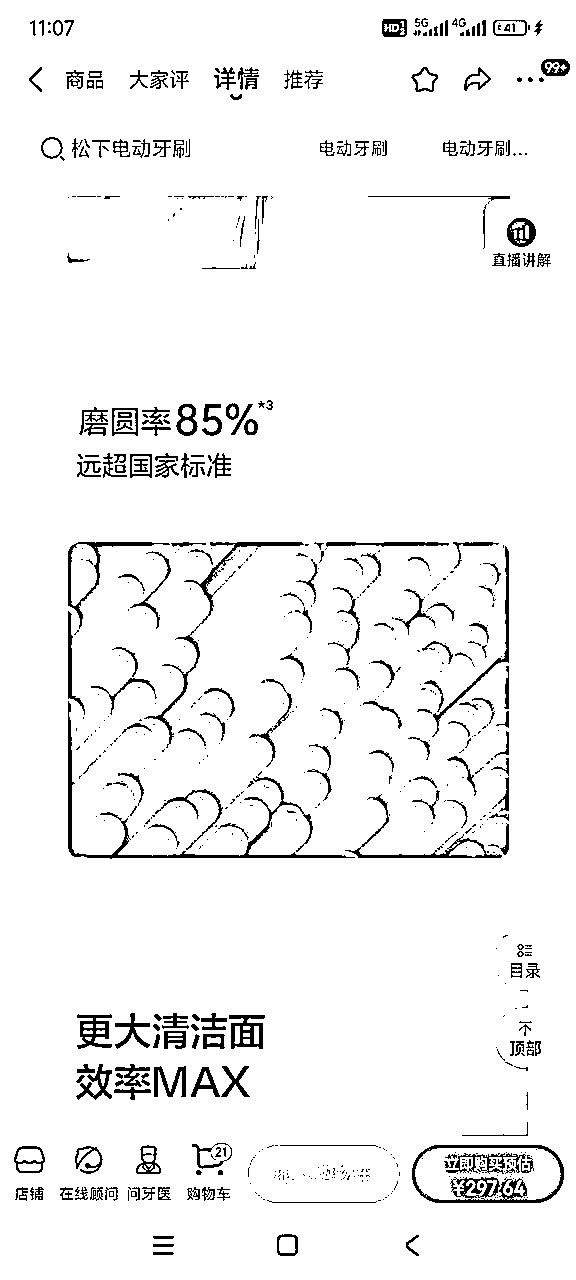 11:07 HD 5G 4G 41
商品 大家评 详情 推荐 99+
松下电动牙刷 电动牙刷 电动牙刷...
直播讲解
磨圆率85%*3
远超国家标准
目录
顶部
更大清洁面
效率MAX
21
立即购买预估
¥297.64
店铺 在线顾问 问牙医 购物车